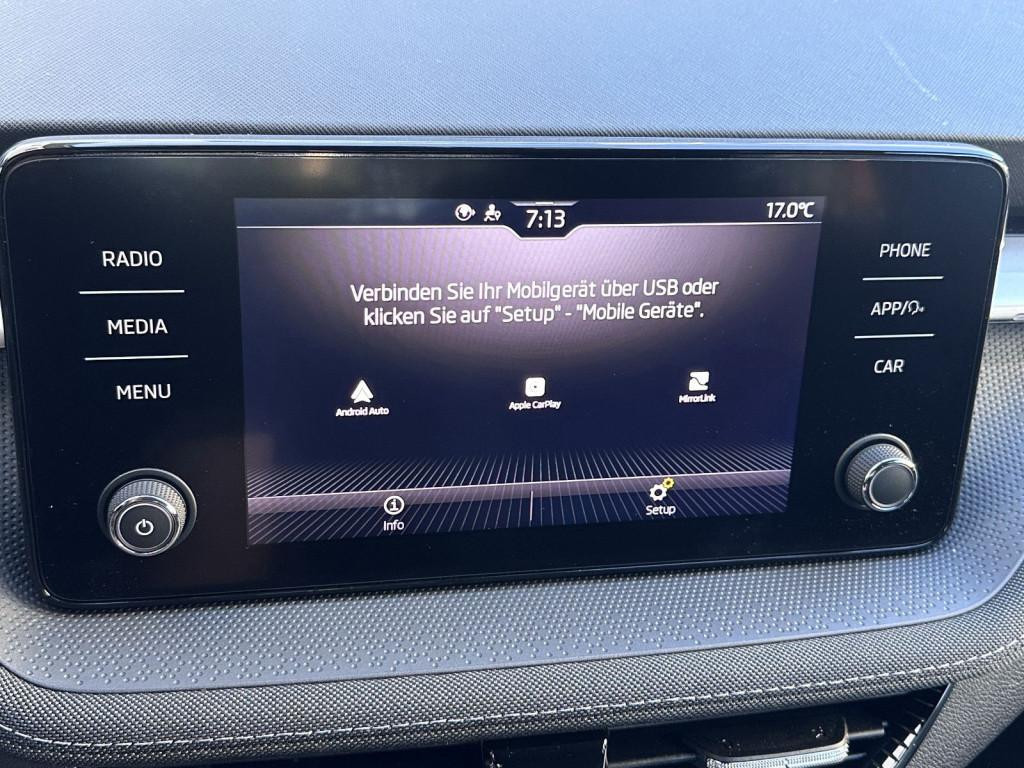 7:13
17.0°C
RADIO
MEDIA
MENU
Verbinden Sie Ihr Mobilgerät über USB oder
klicken Sie auf "Setup" - "Mobile Geräte".
Android Auto
Apple CarPlay
MirrorLink
Info
Setup
PHONE
APP/
CAR